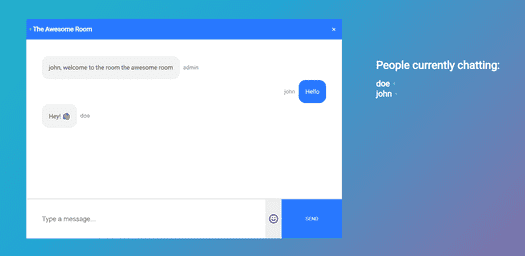 The Awesome Room
john, welcome to the room the awesome room
admin
john
Hello
Hey!
doe
Type a message...
SEND
People currently chatting:
doe
john